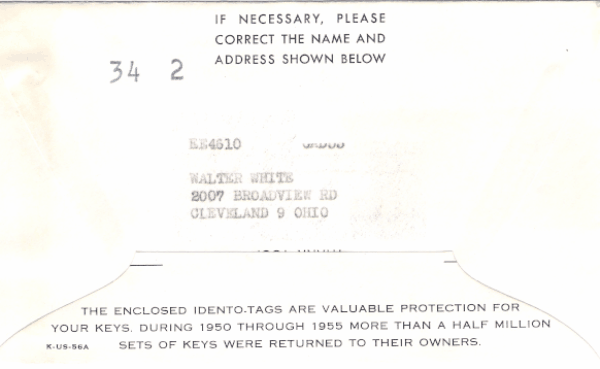 IF NECESSARY, PLEASE
CORRECT THE NAME AND
ADDRESS SHOWN BELOW
34 2
EE4610
WALTER WHITE
2007 BROADVIEW RD
CLEVELAND 9 OHIO
THE ENCLOSED IDENTO-TAGS ARE VALUABLE PROTECTION FOR
YOUR KEYS. DURING 1950 THROUGH 1955 MORE THAN A HALF MILLION
K-US-56A SETS OF KEYS WERE RETURNED TO THEIR OWNERS.